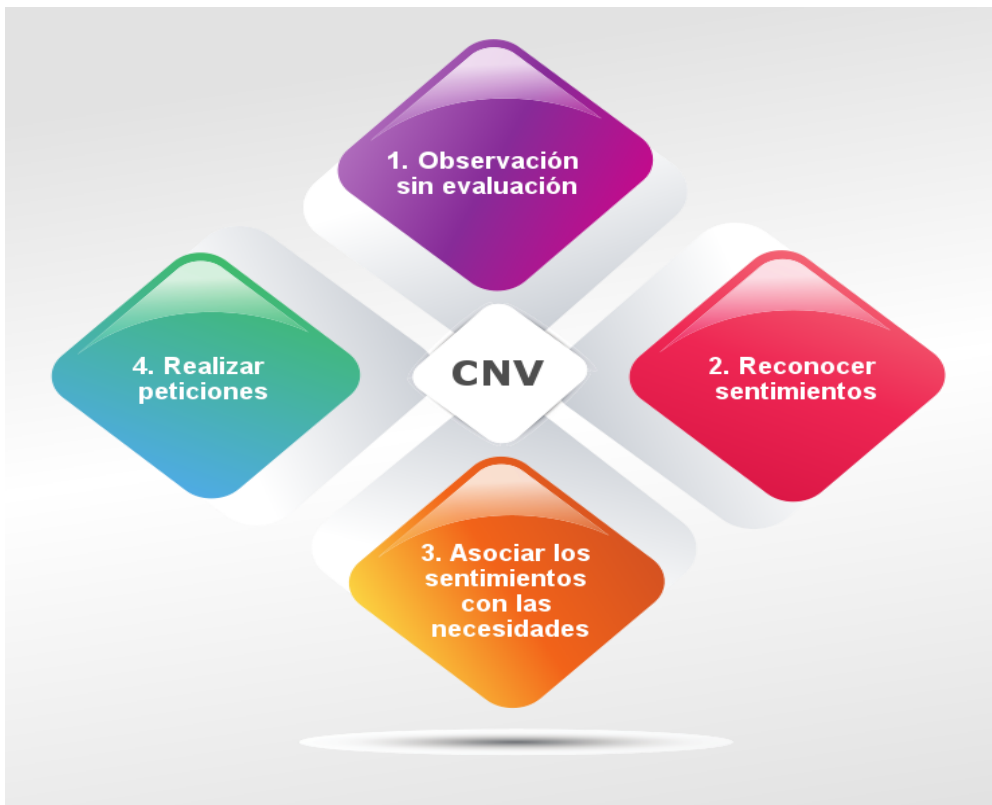 1. Observación
sin evaluación
4. Realizar
peticiones
CNV
2. Reconocer
sentimientos
3. Asociar los
sentimientos
con las
necesidades